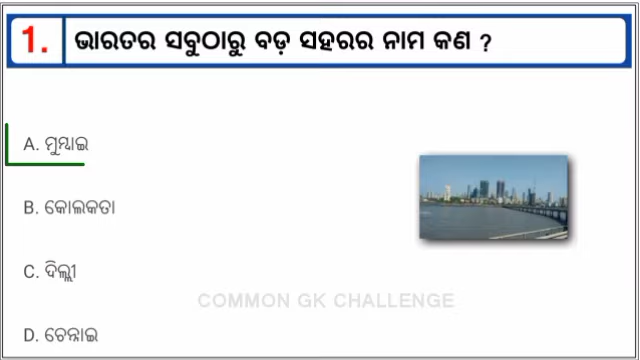 1. ଭାରତର ସବୁଠାରୁ ବଡ଼ ସହରର ନାମ କଣ ?
A. ମୁମ୍ୱାଇ
B. କୋଲକତା
C. ଦିଲ୍ଲୀ
COMMON GK CHALLENGE
D. ଚେନ୍ନାଇ